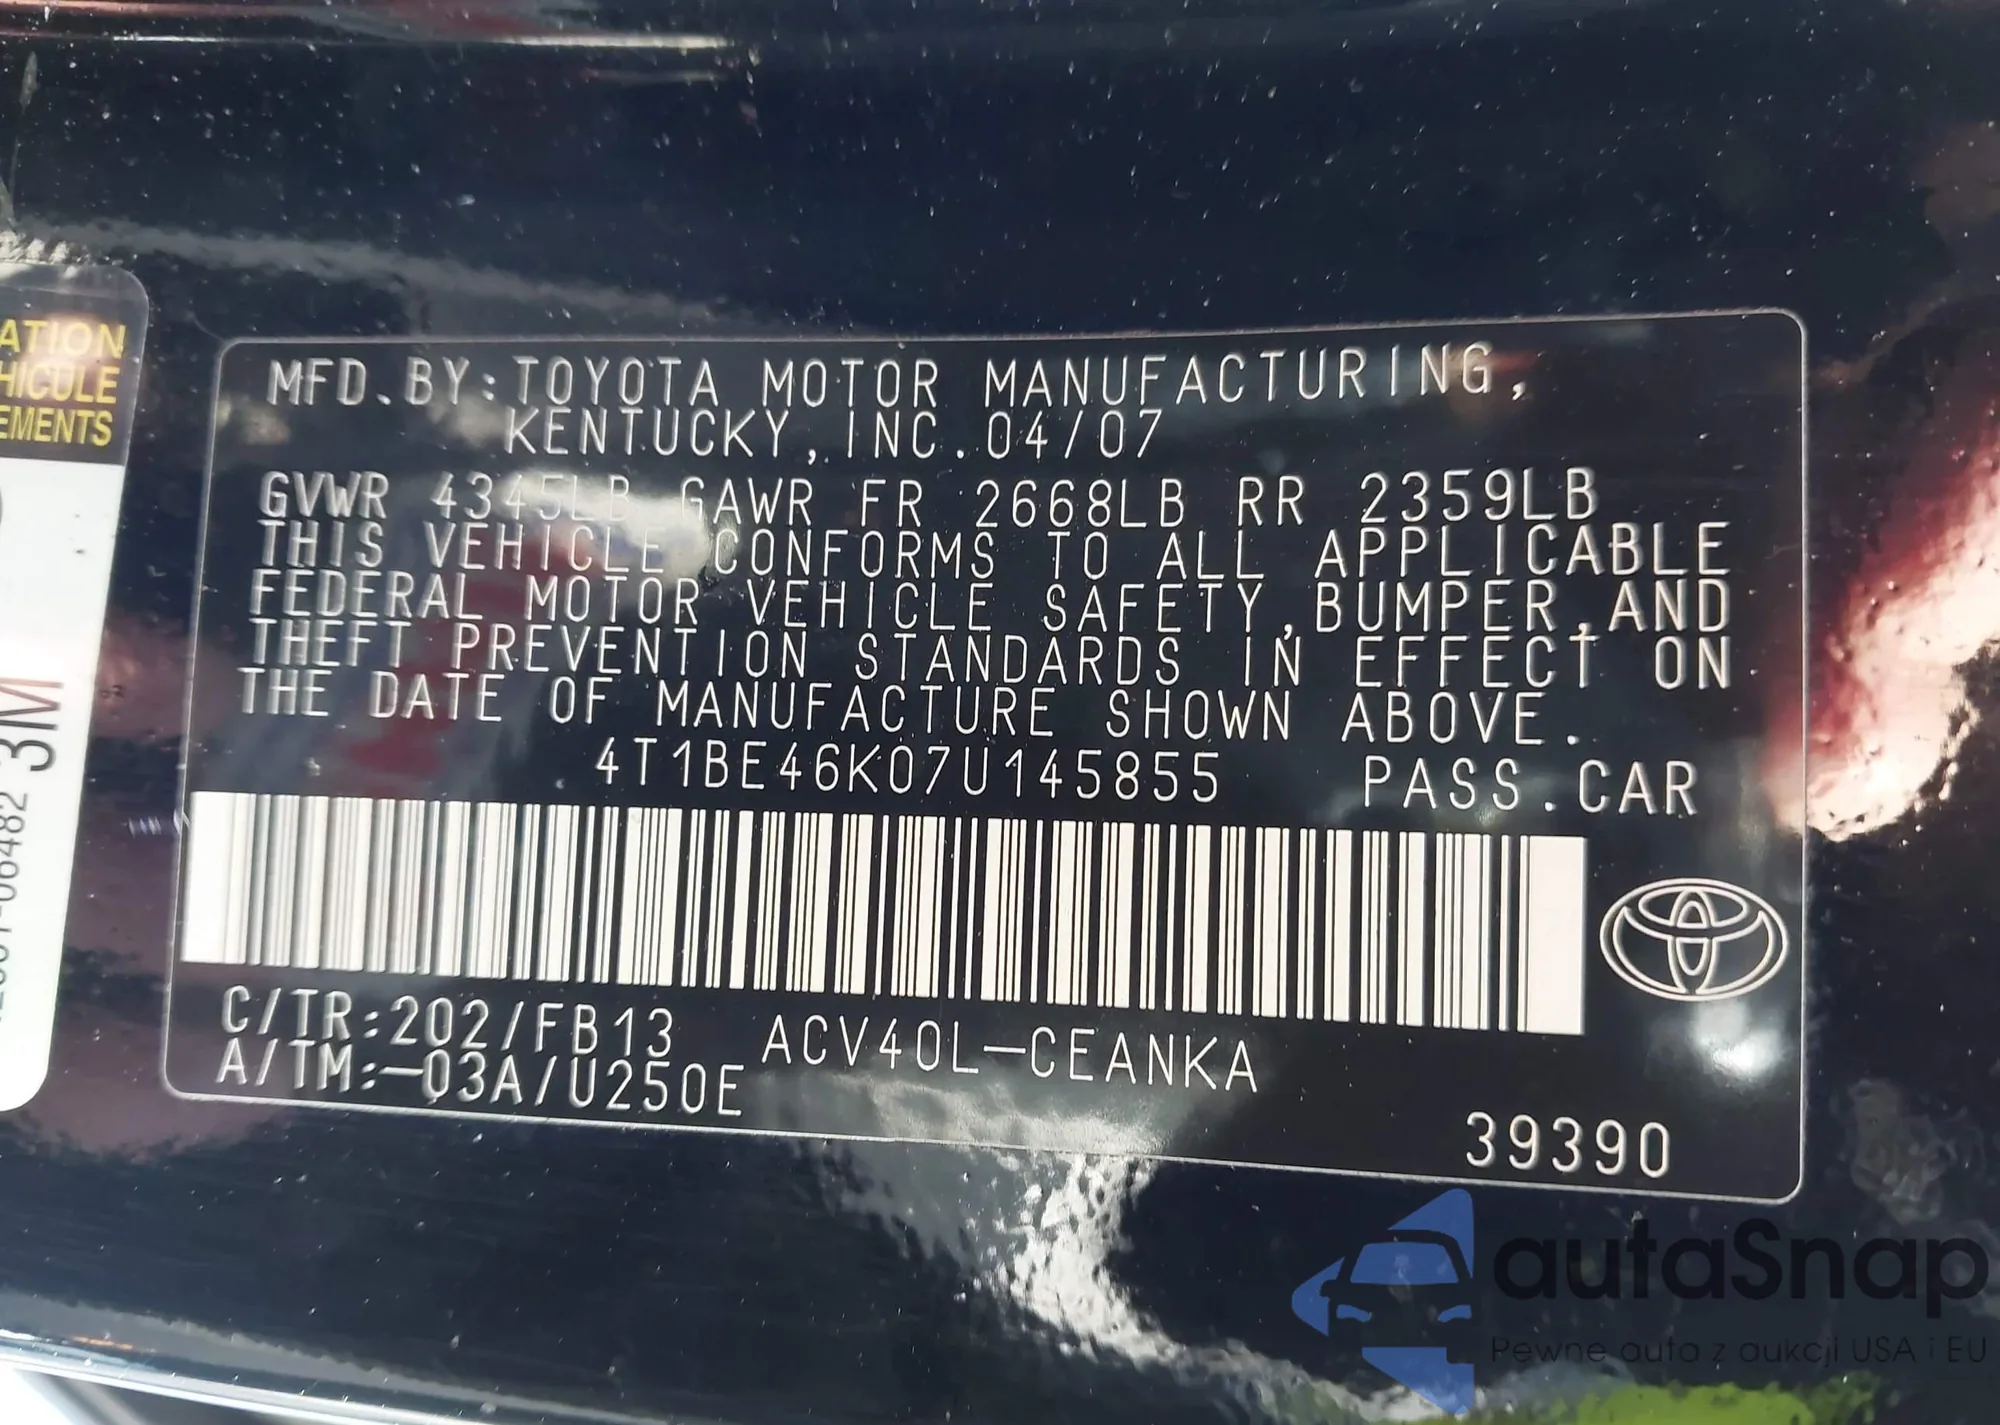 ATION
HICULE
EMENTS
3M
06482
MFD.BY:TOYOTA MOTOR MANUFACTURING,
KENTUCKY,INC.04/07
GVWR 4345LB GAWR FR 2668LB RR 2359LB
THIS VEHICLE CONFORMS TO ALL APPLICABLE
FEDERAL MOTOR VEHICLE SAFETY,BUMPER,AND
THEFT PREVENTION STANDARDS IN EFFECT ON
THE DATE OF MANUFACTURE SHOWN ABOVE.
4T1BE46K07U145855 PASS.CAR
C/TR:202/FB13 ACV40L-CEANKA
A/TM:-03A/U250E
39390
autaSnap
Pewne auta z aukcji USA i EU